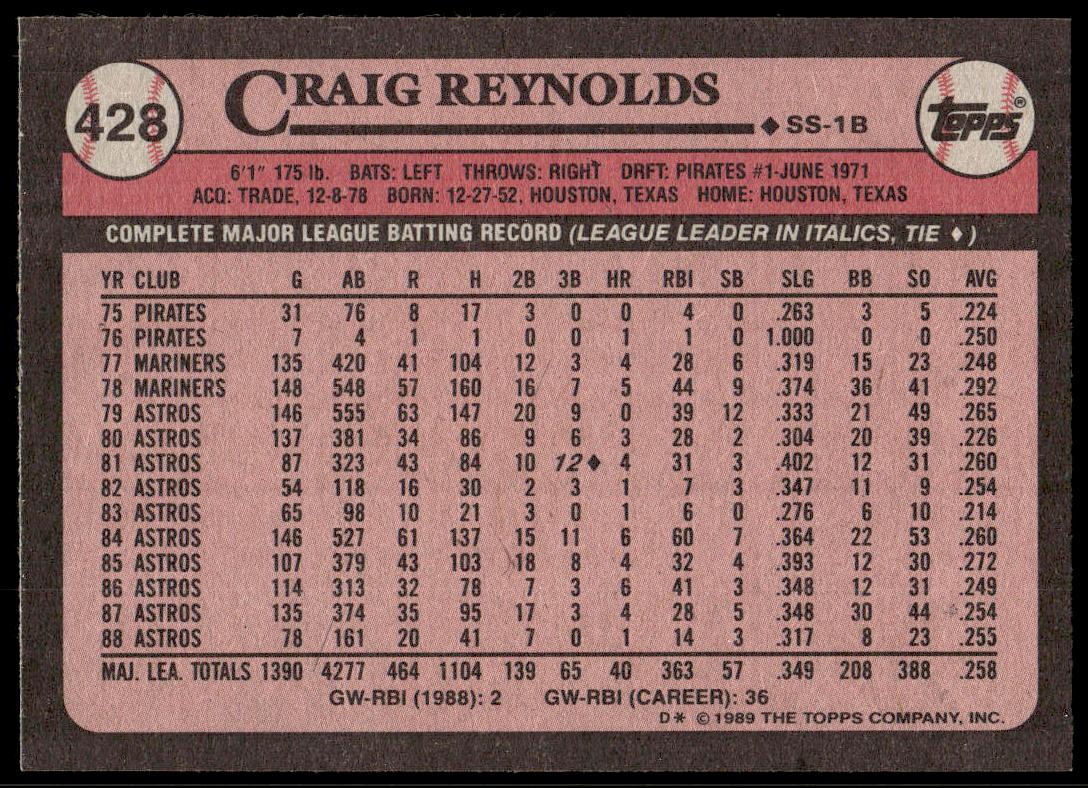 428
CRAIG REYNOLDS
◆ SS-1B
TOPPS®
6'1" 175 lb. BATS: LEFT THROWS: RIGHT DRFT: PIRATES #1-JUNE 1971
ACQ: TRADE, 12-8-78 BORN: 12-27-52, HOUSTON, TEXAS HOME: HOUSTON, TEXAS
COMPLETE MAJOR LEAGUE BATTING RECORD (LEAGUE LEADER IN ITALICS, TIE ♦)
YR CLUB G AB R H 2B 3B HR RBI SB SLG BB SO AVG
75 PIRATES 31 76 8 17 3 0 0 4 0 .263 3 5 .224
76 PIRATES 7 4 1 1 0 0 1 1 0 1.000 0 0 .250
77 MARINERS 135 420 41 104 12 3 4 28 6 .319 15 23 .248
78 MARINERS 148 548 57 160 16 7 5 44 9 .374 36 41 .292
79 ASTROS 146 555 63 147 20 9 0 39 12 .333 21 49 .265
80 ASTROS 137 381 34 86 9 6 3 28 2 .304 20 39 .226
81 ASTROS 87 323 43 84 10 12♦ 4 31 3 .402 12 31 .260
82 ASTROS 54 118 16 30 2 3 1 7 3 .347 11 9 .254
83 ASTROS 65 98 10 21 3 0 1 6 0 .276 6 10 .214
84 ASTROS 146 527 61 137 15 11 6 60 7 .364 22 53 .260
85 ASTROS 107 379 43 103 18 8 4 32 4 .393 12 30 .272
86 ASTROS 114 313 32 78 7 3 6 41 3 .348 12 31 .249
87 ASTROS 135 374 35 95 17 3 4 28 5 .348 30 44 .254
88 ASTROS 78 161 20 41 7 0 1 14 3 .317 8 23 .255
MAJ. LEA. TOTALS 1390 4277 464 1104 139 65 40 363 57 .349 208 388 .258
GW-RBI (1988): 2 GW-RBI (CAREER): 36
D* © 1989 THE TOPPS COMPANY, INC.